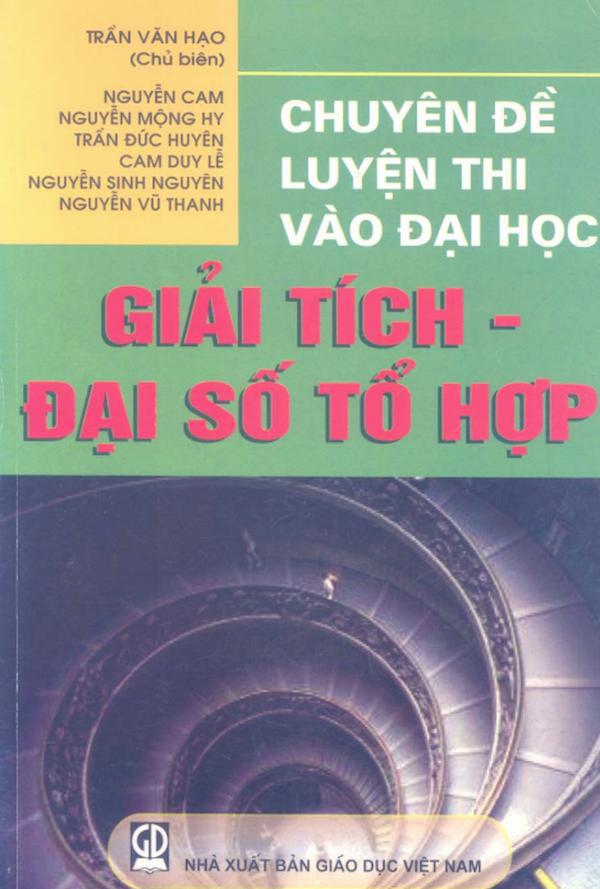 TRẦN VĂN HẠO
(Chủ biên)
NGUYỄN CAM
NGUYỄN MỘNG HY
TRẦN ĐỨC HUYÊN
CAM DUY LỄ
NGUYỄN SINH NGUYÊN
NGUYỄN VŨ THANH
CHUYÊN ĐỀ
LUYỆN THI
VÀO ĐẠI HỌC
GIẢI TÍCH -
ĐẠI SỐ TỔ HỢP
GD
NHÀ XUẤT BẢN GIÁO DỤC VIỆT NAM